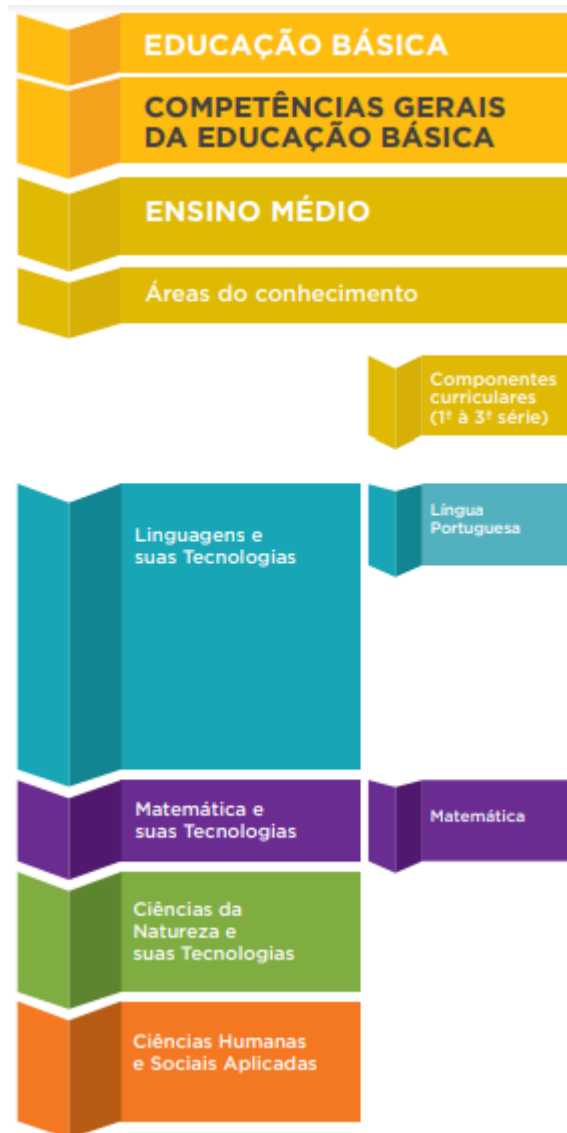 EDUCAÇÃO BÁSICA
COMPETÊNCIAS GERAIS
DA EDUCAÇÃO BÁSICA
ENSINO MÉDIO
Áreas do conhecimento
Componentes
curriculares
(1ª à 3ª série)
Linguagens e
suas Tecnologias
Língua
Portuguesa
Matemática e
suas Tecnologias
Matemática
Ciências da
Natureza e
suas Tecnologias
Ciências Humanas
e Sociais Aplicadas